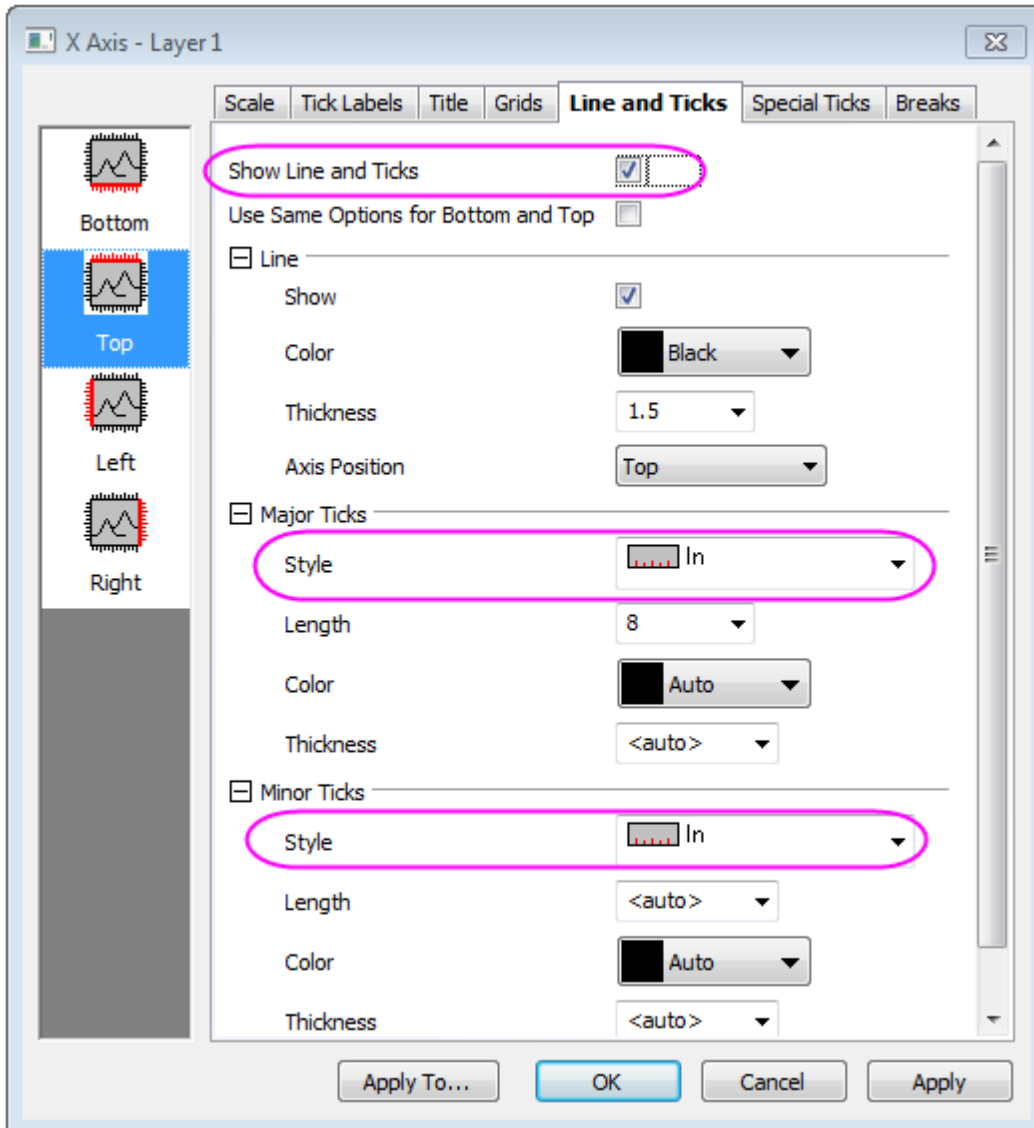 X Axis - Layer 1
Scale Tick Labels Title Grids Line and Ticks Special Ticks Breaks
Bottom
Top
Left
Right
Show Line and Ticks
Use Same Options for Bottom and Top
Line
Show
Color Black
Thickness 1.5
Axis Position Top
Major Ticks
Style In
Length 8
Color Auto
Thickness <auto>
Minor Ticks
Style In
Length <auto>
Color Auto
Thickness <auto>
Apply To... OK Cancel Apply